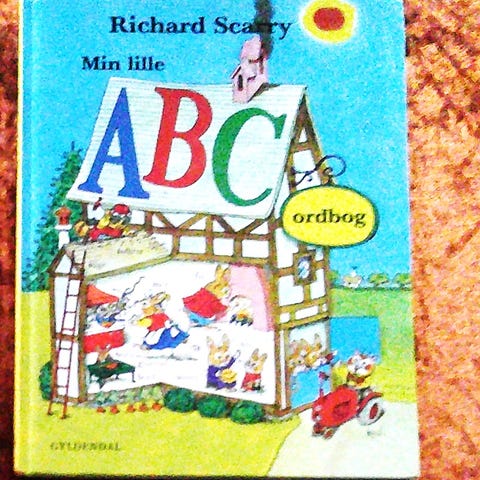 Richard Scarry
Min lille
ABC
ordbog
GYLDENDAL